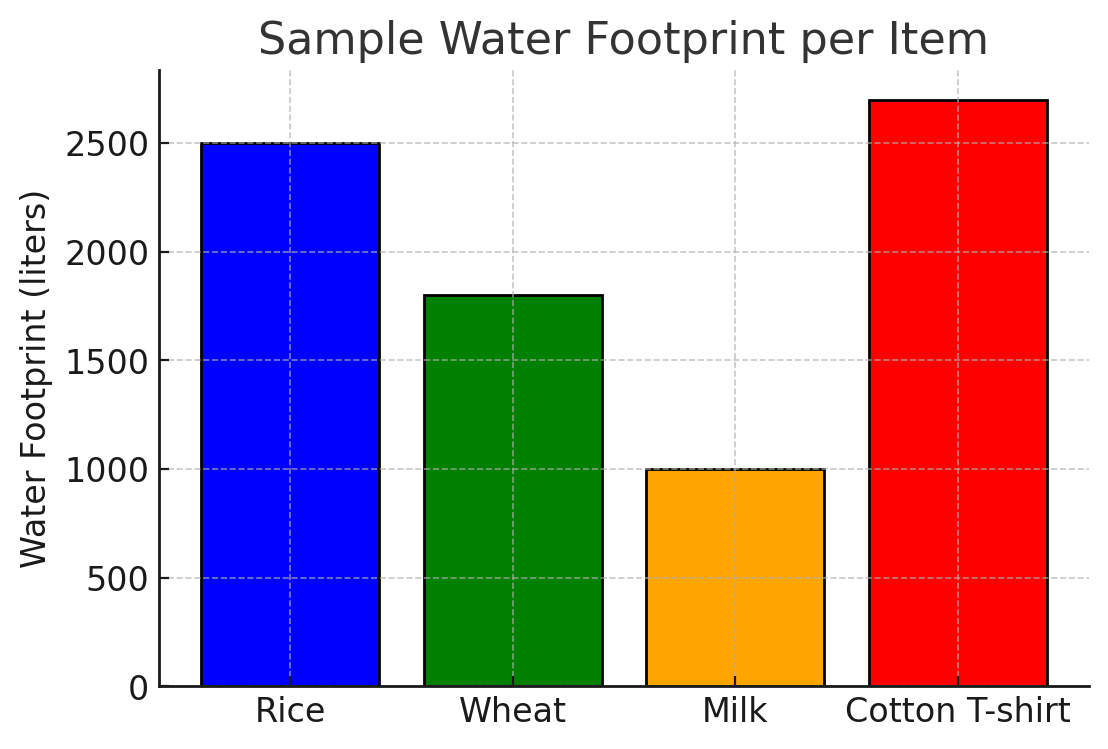 Sample Water Footprint per Item
Water Footprint (liters)
2500
2000
1500
1000
500
0
Rice Wheat Milk Cotton T-shirt